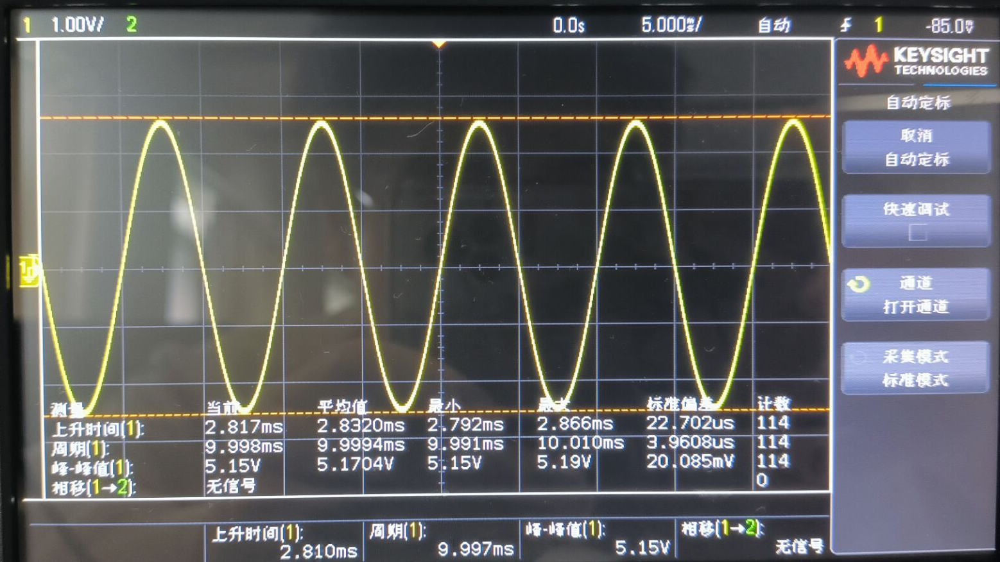 1 1.00V/ 2 0.0s 5.000ms/ 自动 1 -85.0mV
KEYSIGHT
TECHNOLOGIES
自动定标
取消
自动定标
快速调试
通道
打开通道
采集模式
标准模式
测量 当前 平均值 最小 最大 标准偏差 计数
上升时间(1): 2.817ms 2.8320ms 2.792ms 2.866ms 22.702us 114
周期(1): 9.998ms 9.9994ms 9.991ms 10.010ms 3.9608us 114
峰-峰值(1): 5.15V 5.1704V 5.15V 5.19V 20.085mV 114
相移(1→2): 无信号 0
上升时间(1): 周期(1): 峰-峰值(1): 相移(1→2):
2.810ms 9.997ms 5.15V 无信号